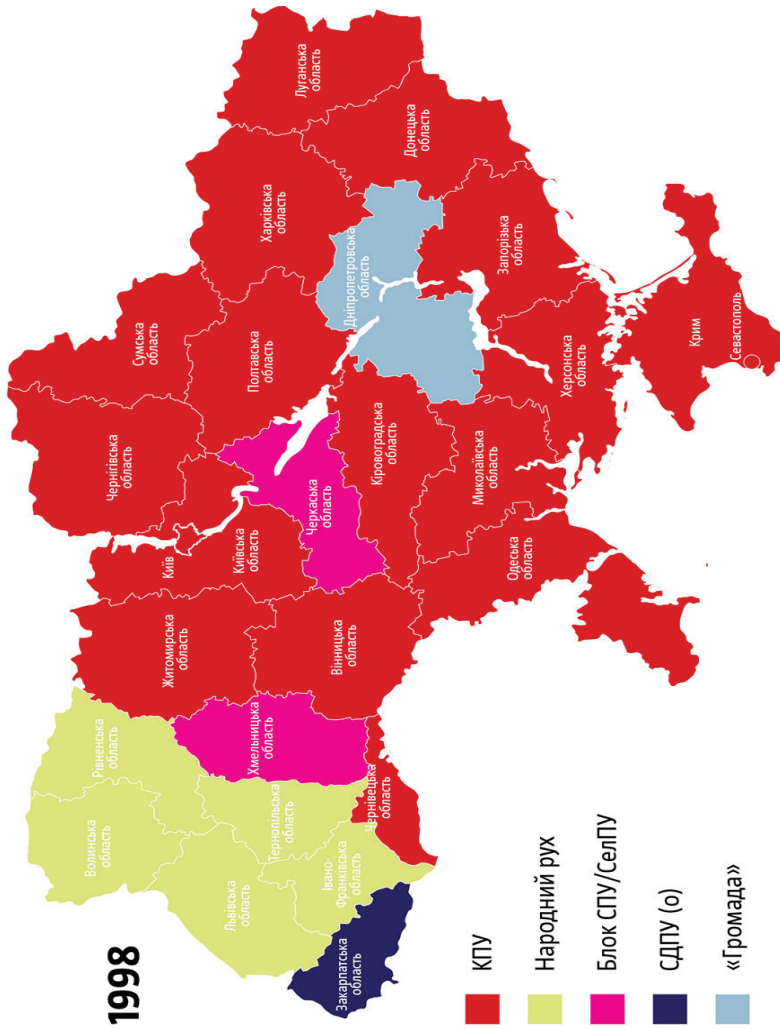 1998
Волинська
область
Рівненська
область
Житомирська
область
Київ
Київська
область
Чернігівська
область
Сумська
область
Львівська
область
Тернопільська
область
Хмельницька
область
Вінницька
область
Черкаська
область
Полтавська
область
Харківська
область
Луганська
область
Закарпатська
область
Івано-
Франківська
область
Чернівецька
область
Кіровоградська
область
Дніпропетровська
область
Донецька
область
Одеська
область
Миколаївська
область
Херсонська
область
Запорізька
область
Крим
Севастополь
КПУ
Народний рух
Блок СПУ/СелПУ
СДПУ (о)
«Громада»